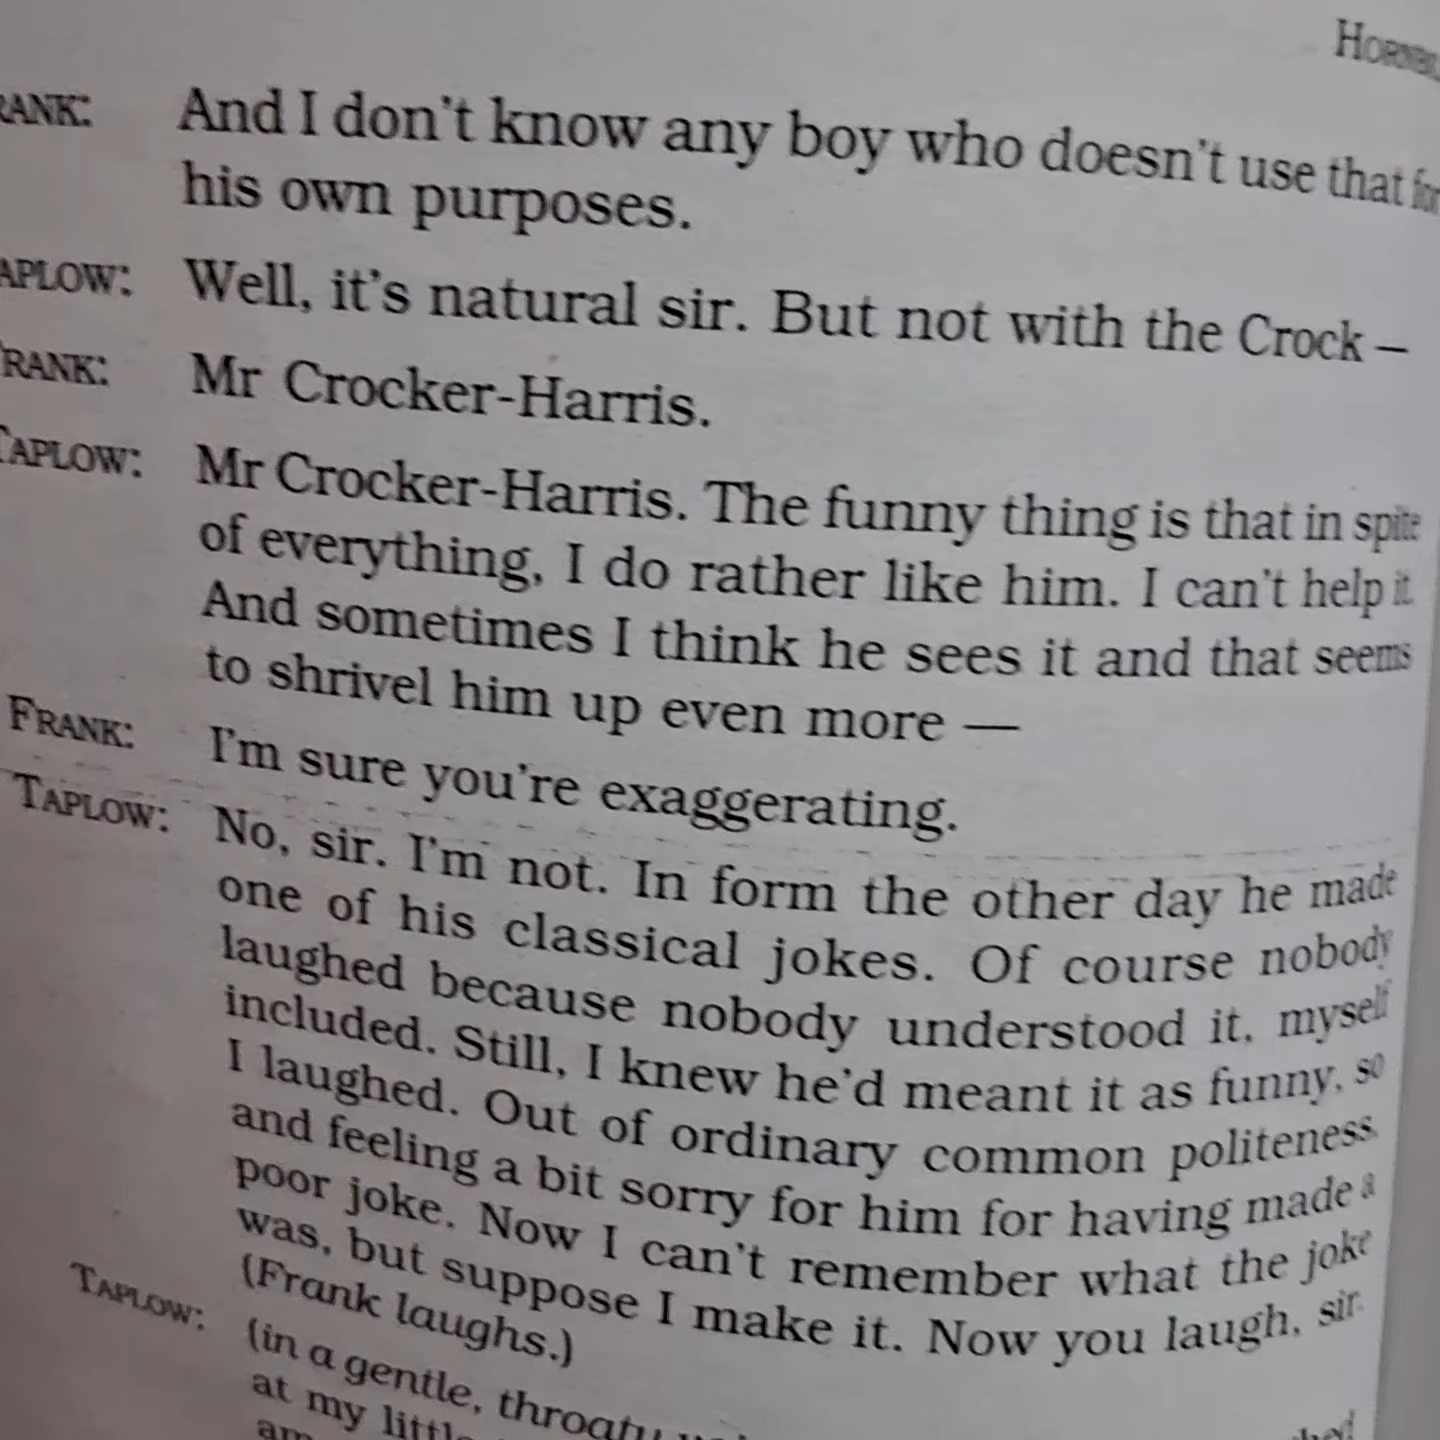 RANK: And I don't know any boy who doesn't use that for
his own purposes.
APLOW: Well, it's natural sir. But not with the Crock –
RANK: Mr Crocker-Harris.
TAPLOW: Mr Crocker-Harris. The funny thing is that in spite
of everything, I do rather like him. I can't help it.
And sometimes I think he sees it and that seems
to shrivel him up even more —
FRANK: I'm sure you're exaggerating.
TAPLOW: No, sir. I'm not. In form the other day he made
one of his classical jokes. Of course nobody
laughed because nobody understood it, myself
included. Still, I knew he'd meant it as funny, so
I laughed. Out of ordinary common politeness,
and feeling a bit sorry for him for having made a
poor joke. Now I can't remember what the joke
was, but suppose I make it. Now you laugh, sir.
(Frank laughs.)
TAPLOW: (in a gentle, throaty
at my